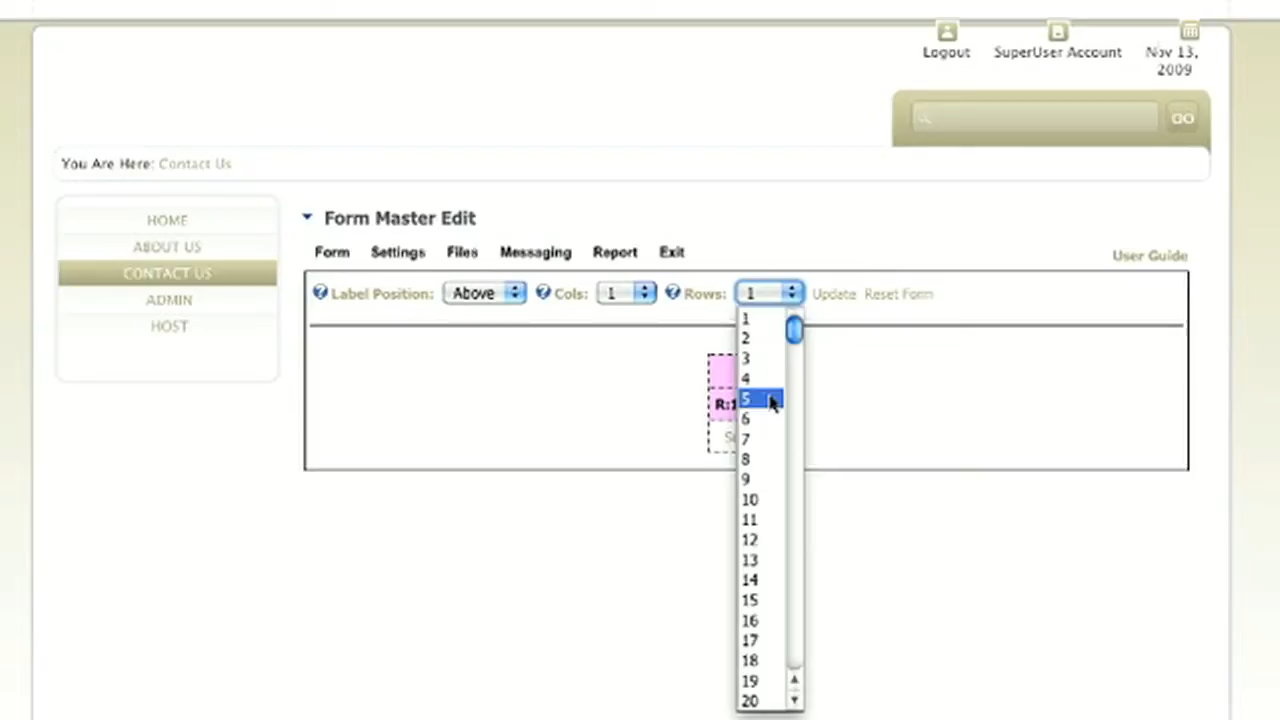 Logout SuperUser Account Nov 13,
2009
GO
You Are Here: Contact Us
HOME
ABOUT US
CONTACT US
ADMIN
HOST
Form Master Edit
Form Settings Files Messaging Report Exit
User Guide
Label Position: Above Cols: 1 Rows: 1 Update Reset Form
1
2
3
4
5
6
7
8
9
10
11
12
13
14
15
16
17
18
19
20